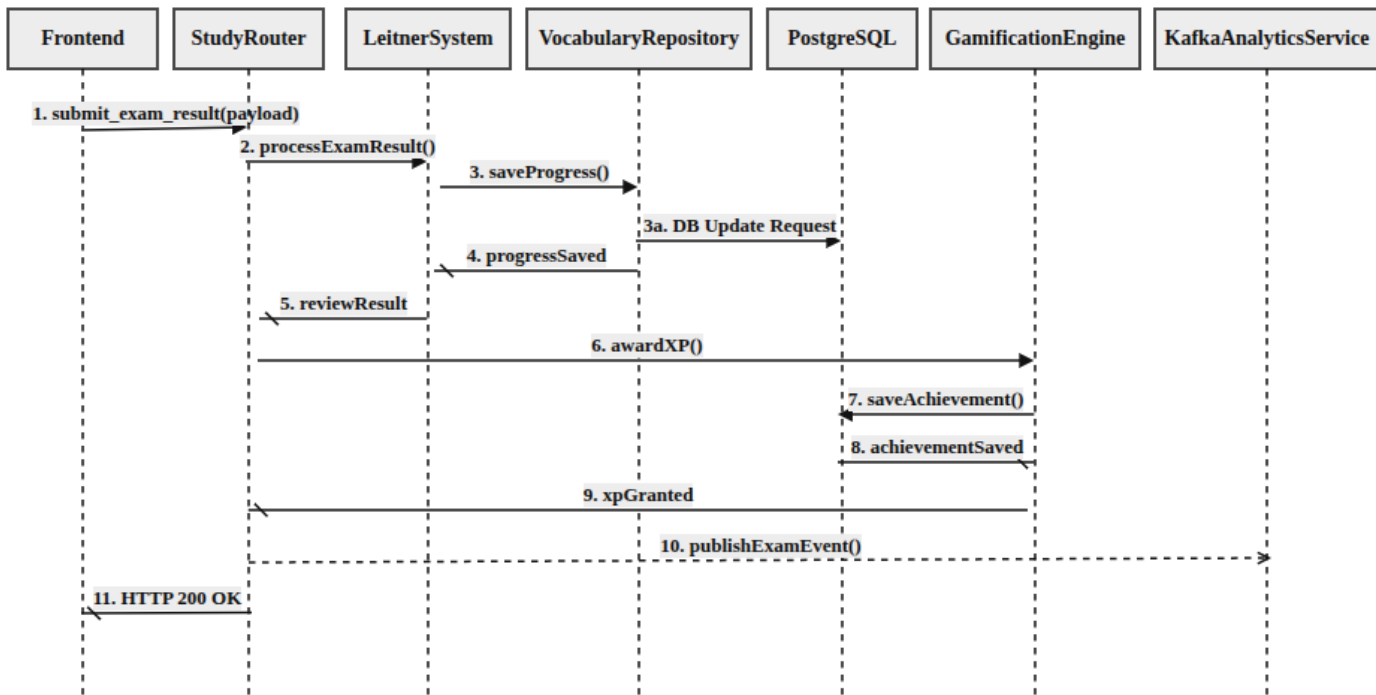 Frontend
StudyRouter
LeitnerSystem
VocabularyRepository
PostgreSQL
GamificationEngine
KafkaAnalyticsService
1. submit_exam_result(payload)
2. processExamResult()
3. saveProgress()
3a. DB Update Request
4. progressSaved
5. reviewResult
6. awardXP()
7. saveAchievement()
8. achievementSaved
9. xpGranted
10. publishExamEvent()
11. HTTP 200 OK